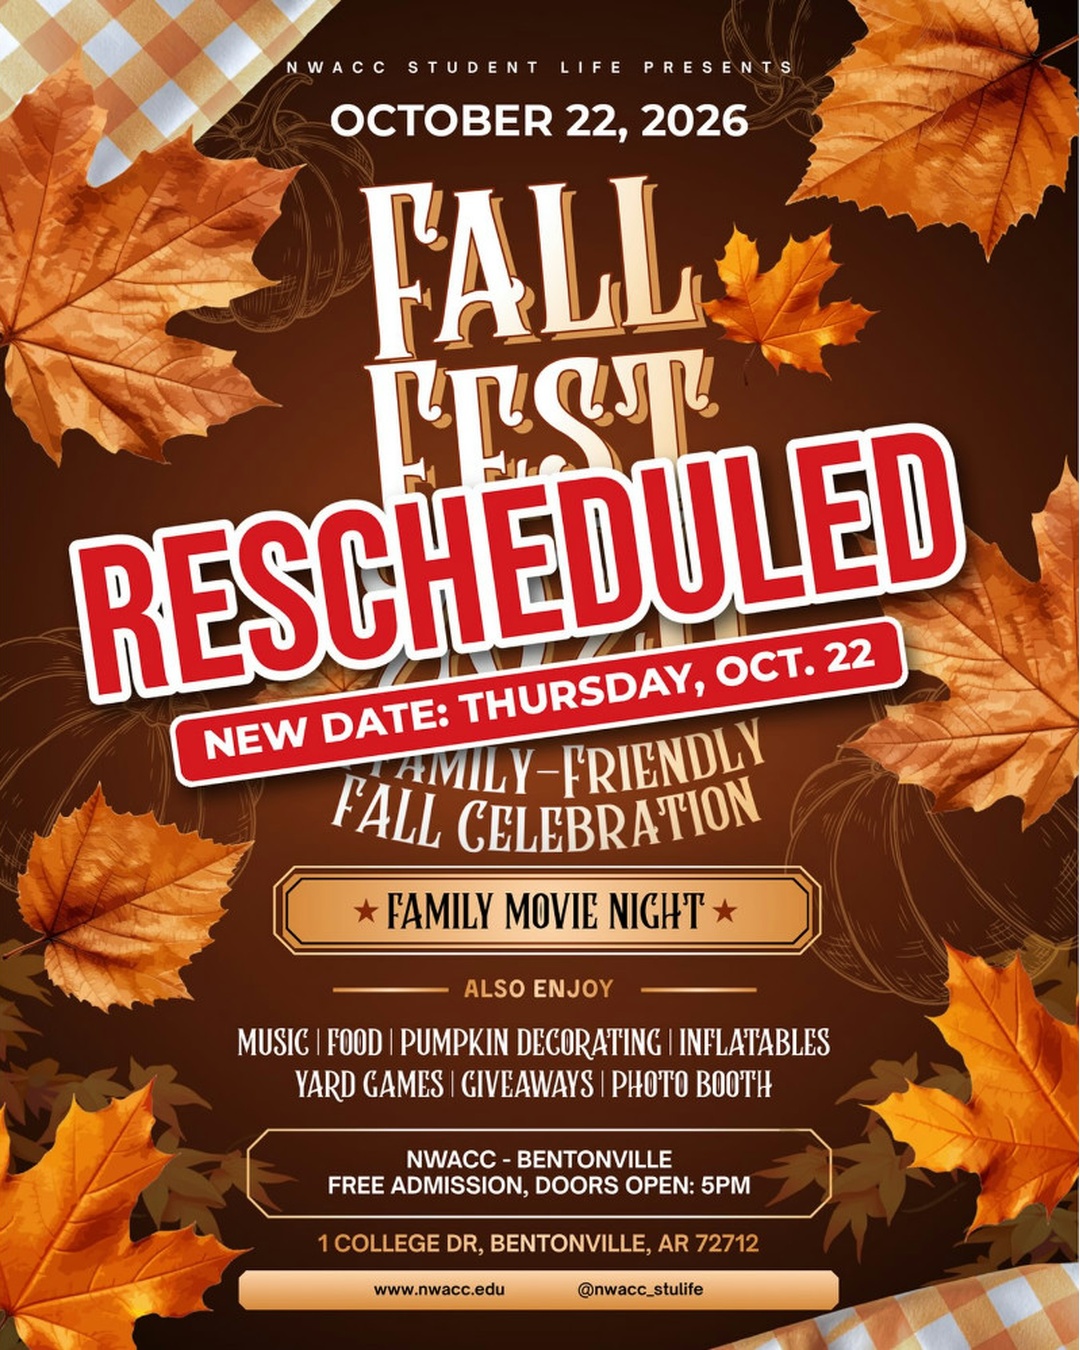 NWACC STUDENT LIFE PRESENTS
OCTOBER 22, 2026
FALL
FEST
RESCHEDULED
NEW DATE: THURSDAY, OCT. 22
FAMILY-FRIENDLY
FALL CELEBRATION
★ FAMILY MOVIE NIGHT ★
ALSO ENJOY
MUSIC | FOOD | PUMPKIN DECORATING | INFLATABLES
YARD GAMES | GIVEAWAYS | PHOTO BOOTH
NWACC - BENTONVILLE
FREE ADMISSION, DOORS OPEN: 5PM
1 COLLEGE DR, BENTONVILLE, AR 72712
www.nwacc.edu @nwacc_stulife